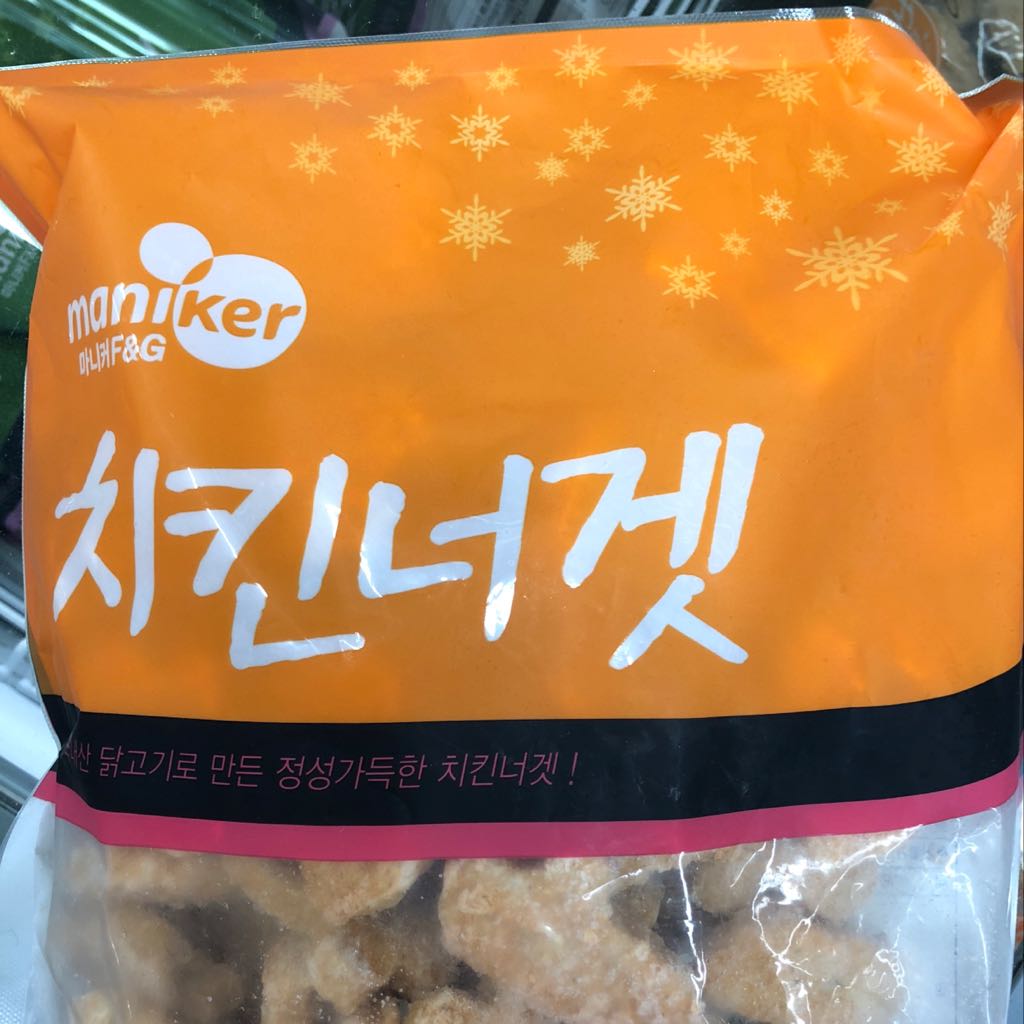 maniker
마니커F&G
치킨너겟
닭고기로 만든 정성가득한 치킨너겟!